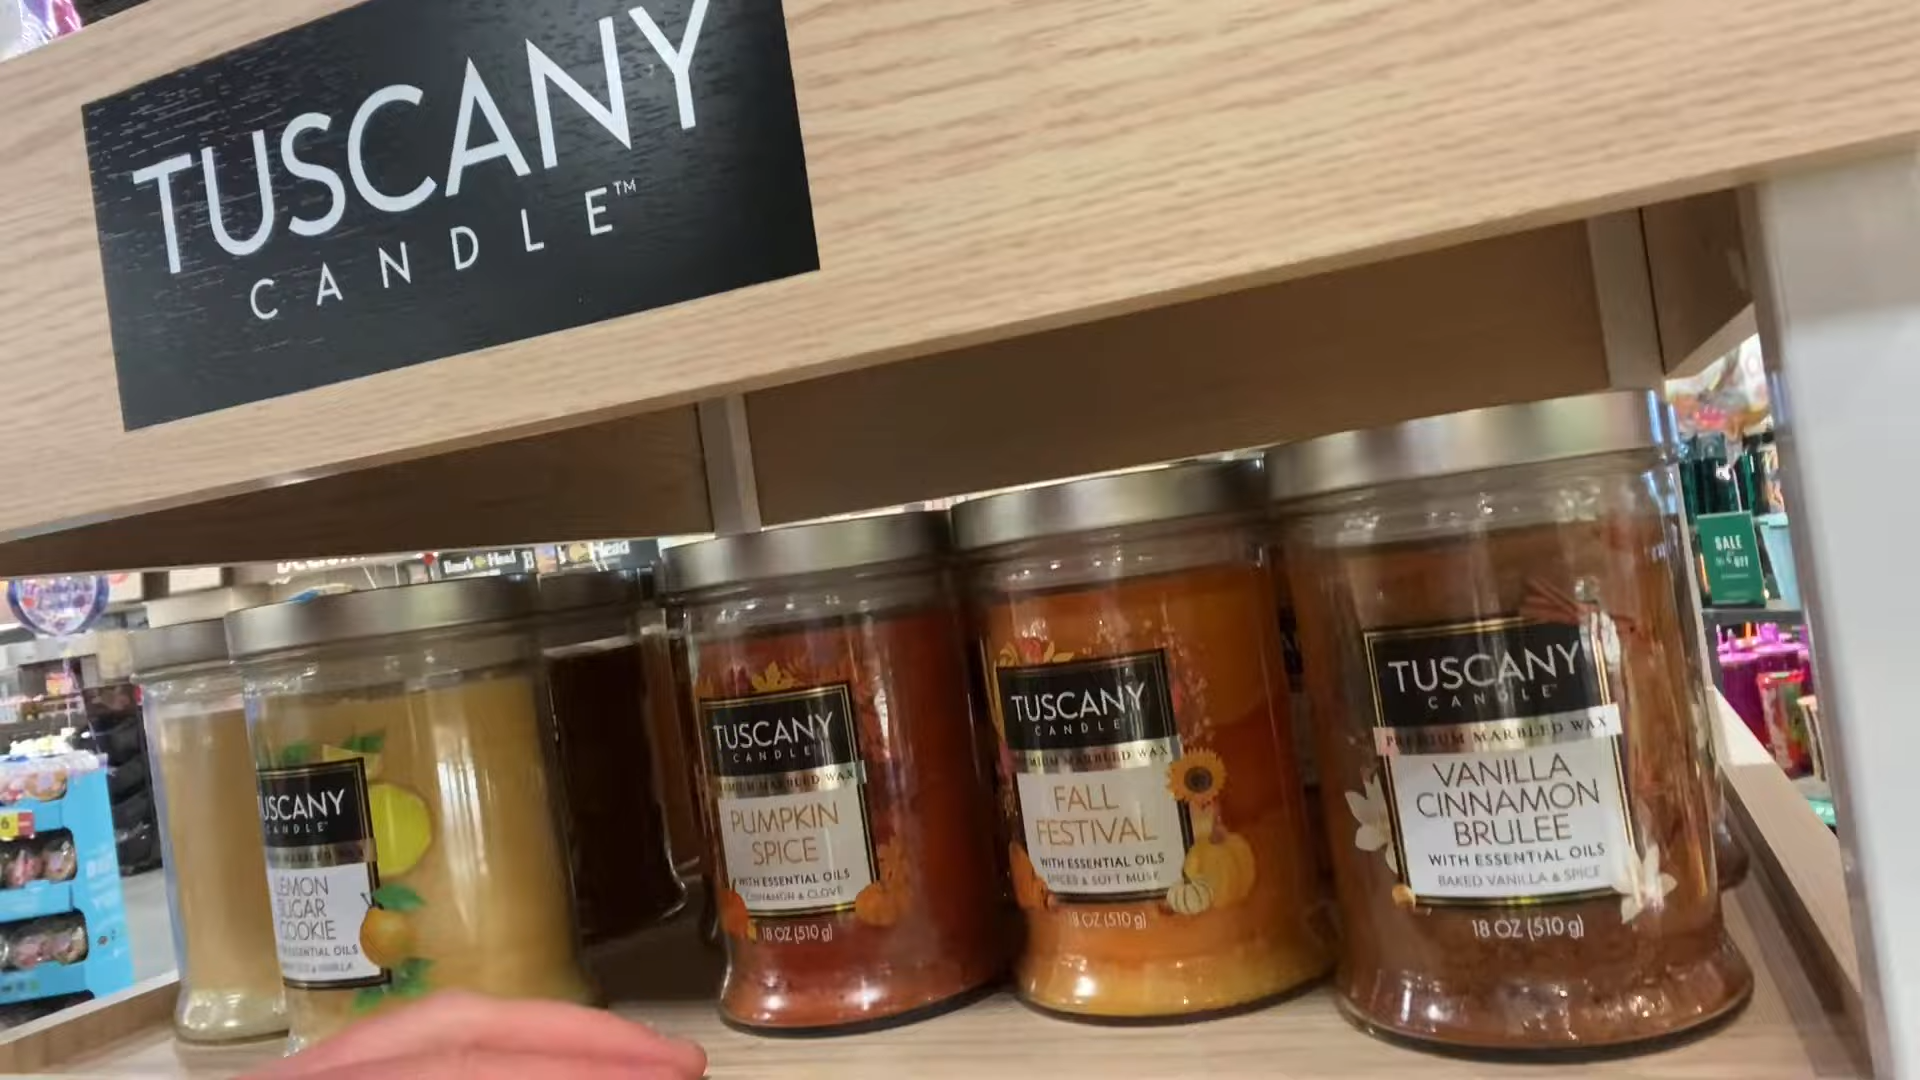 TUSCANY
CANDLE™
SALE
OFF
TUSCANY
CANDLE
LEMON
SUGAR
COOKIE
ESSENTIAL OILS
TUSCANY
CANDLE
PREMIUM MARBLED WAX
PUMPKIN
SPICE
WITH ESSENTIAL OILS
CINNAMON & CLOVE
18 OZ (510 g)
TUSCANY
CANDLE
PREMIUM MARBLED WAX
FALL
FESTIVAL
WITH ESSENTIAL OILS
SPICES & SOFT MUSK
18 OZ (510 g)
TUSCANY
CANDLE
PREMIUM MARBLED WAX
VANILLA
CINNAMON
BRULEE
WITH ESSENTIAL OILS
BAKED VANILLA & SPICE
18 OZ (510 g)